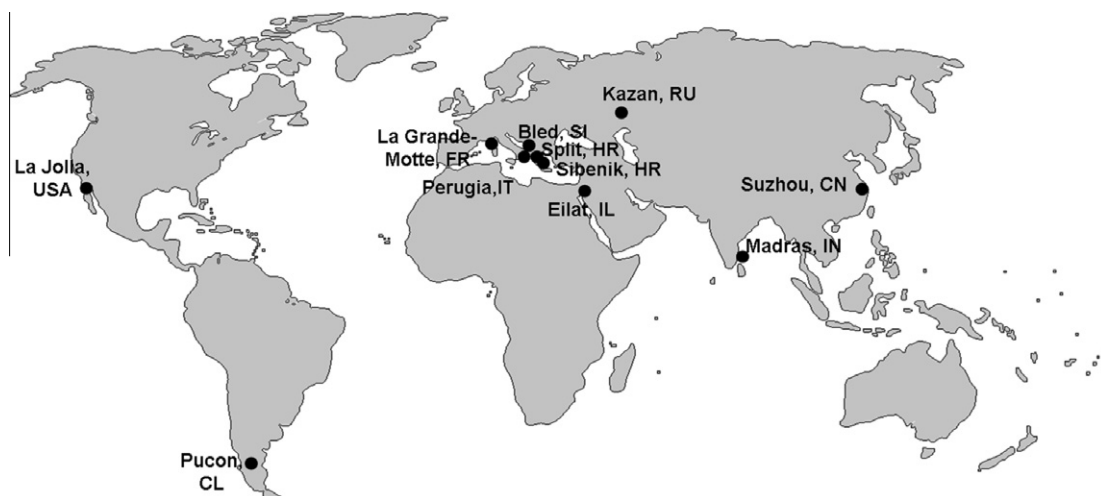 Kazan, RU
La Grande-
Motte, FR
Bled, SI
Split, HR
Sibenik, HR
La Jolla,
USA
Perugia,IT
Suzhou, CN
Eilat, IL
Madras, IN
Pucon,
CL